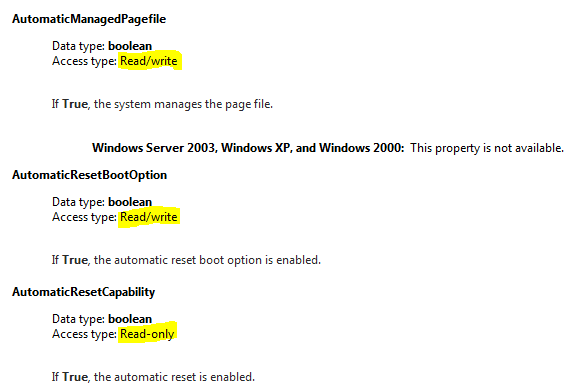 AutomaticManagedPagefile
Data type: boolean
Access type: Read/write
If True, the system manages the page file.
Windows Server 2003, Windows XP, and Windows 2000: This property is not available.
AutomaticResetBootOption
Data type: boolean
Access type: Read/write
If True, the automatic reset boot option is enabled.
AutomaticResetCapability
Data type: boolean
Access type: Read-only
If True, the automatic reset is enabled.